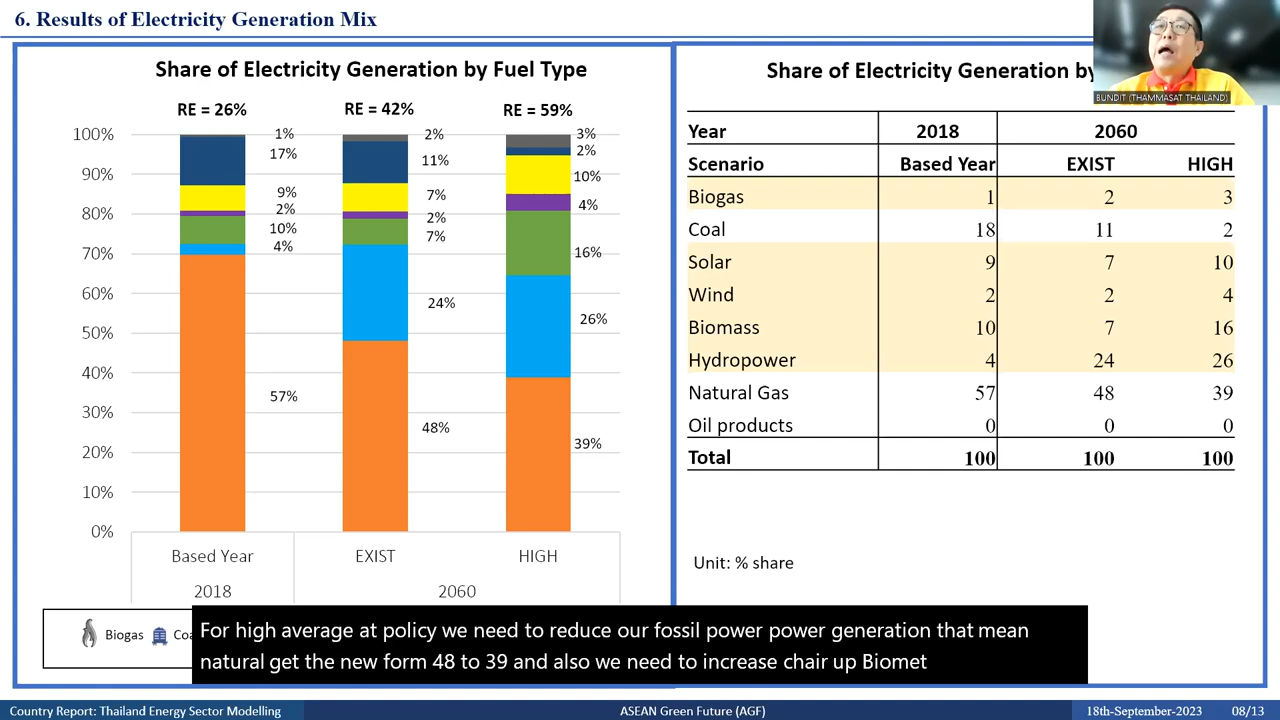 6. Results of Electricity Generation Mix
Share of Electricity Generation by Fuel Type
RE = 26%
RE = 42%
RE = 59%
100%
90%
80%
70%
60%
50%
40%
30%
20%
10%
0%
1%
17%
9%
2%
10%
4%
57%
2%
11%
7%
2%
7%
24%
48%
3%
2%
10%
4%
16%
26%
39%
Based Year EXIST HIGH
2018 2060
Biogas
Share of Electricity Generation by
BUNDIT (THAMMASAT THAILAND)
Year 2018 2060
Scenario Based Year EXIST HIGH
Biogas 1 2 3
Coal 18 11 2
Solar 9 7 10
Wind 2 2 4
Biomass 10 7 16
Hydropower 4 24 26
Natural Gas 57 48 39
Oil products 0 0 0
Total 100 100 100
Unit: % share
For high average at policy we need to reduce our fossil power power generation that mean
natural get the new form 48 to 39 and also we need to increase chair up Biomet
Country Report: Thailand Energy Sector Modelling ASEAN Green Future (AGF) 18th-September-2023 08/13